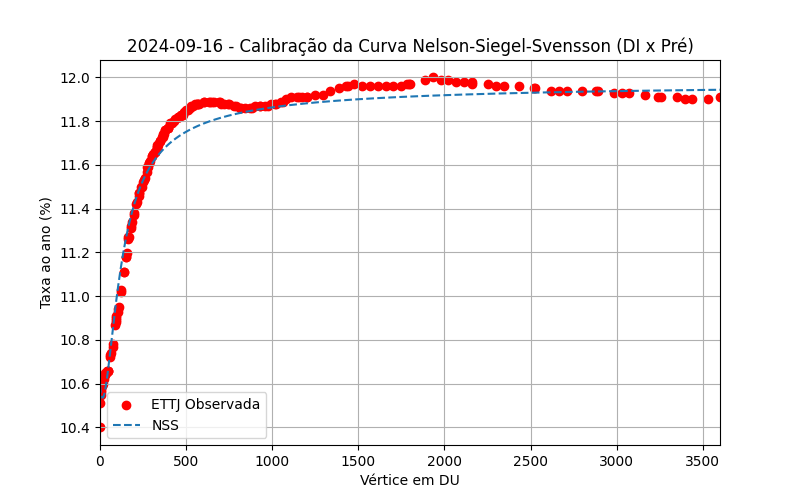 2024-09-16 - Calibração da Curva Nelson-Siegel-Svensson (DI x Pré)
Taxa ao ano (%)
12.0
11.8
11.6
11.4
11.2
11.0
10.8
10.6
10.4
ETTJ Observada
NSS
0 500 1000 1500 2000 2500 3000 3500
Vértice em DU